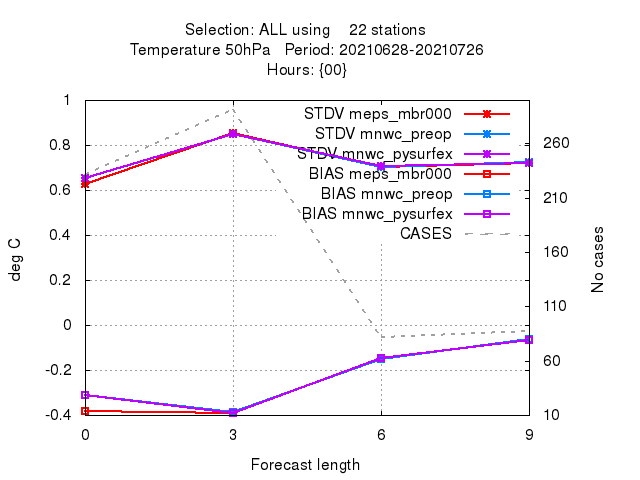 Selection: ALL using    22 stations
Temperature 50hPa   Period: 20210628-20210726
Hours: {00}
1
0.8
0.6
0.4
0.2
0
-0.2
-0.4
deg C
STDV meps_mbr000
STDV mnwc_preop
STDV mnwc_pysurfex
BIAS meps_mbr000
BIAS mnwc_preop
BIAS mnwc_pysurfex
CASES
260
210
160
110
60
10
No cases
0 3 6 9
Forecast length